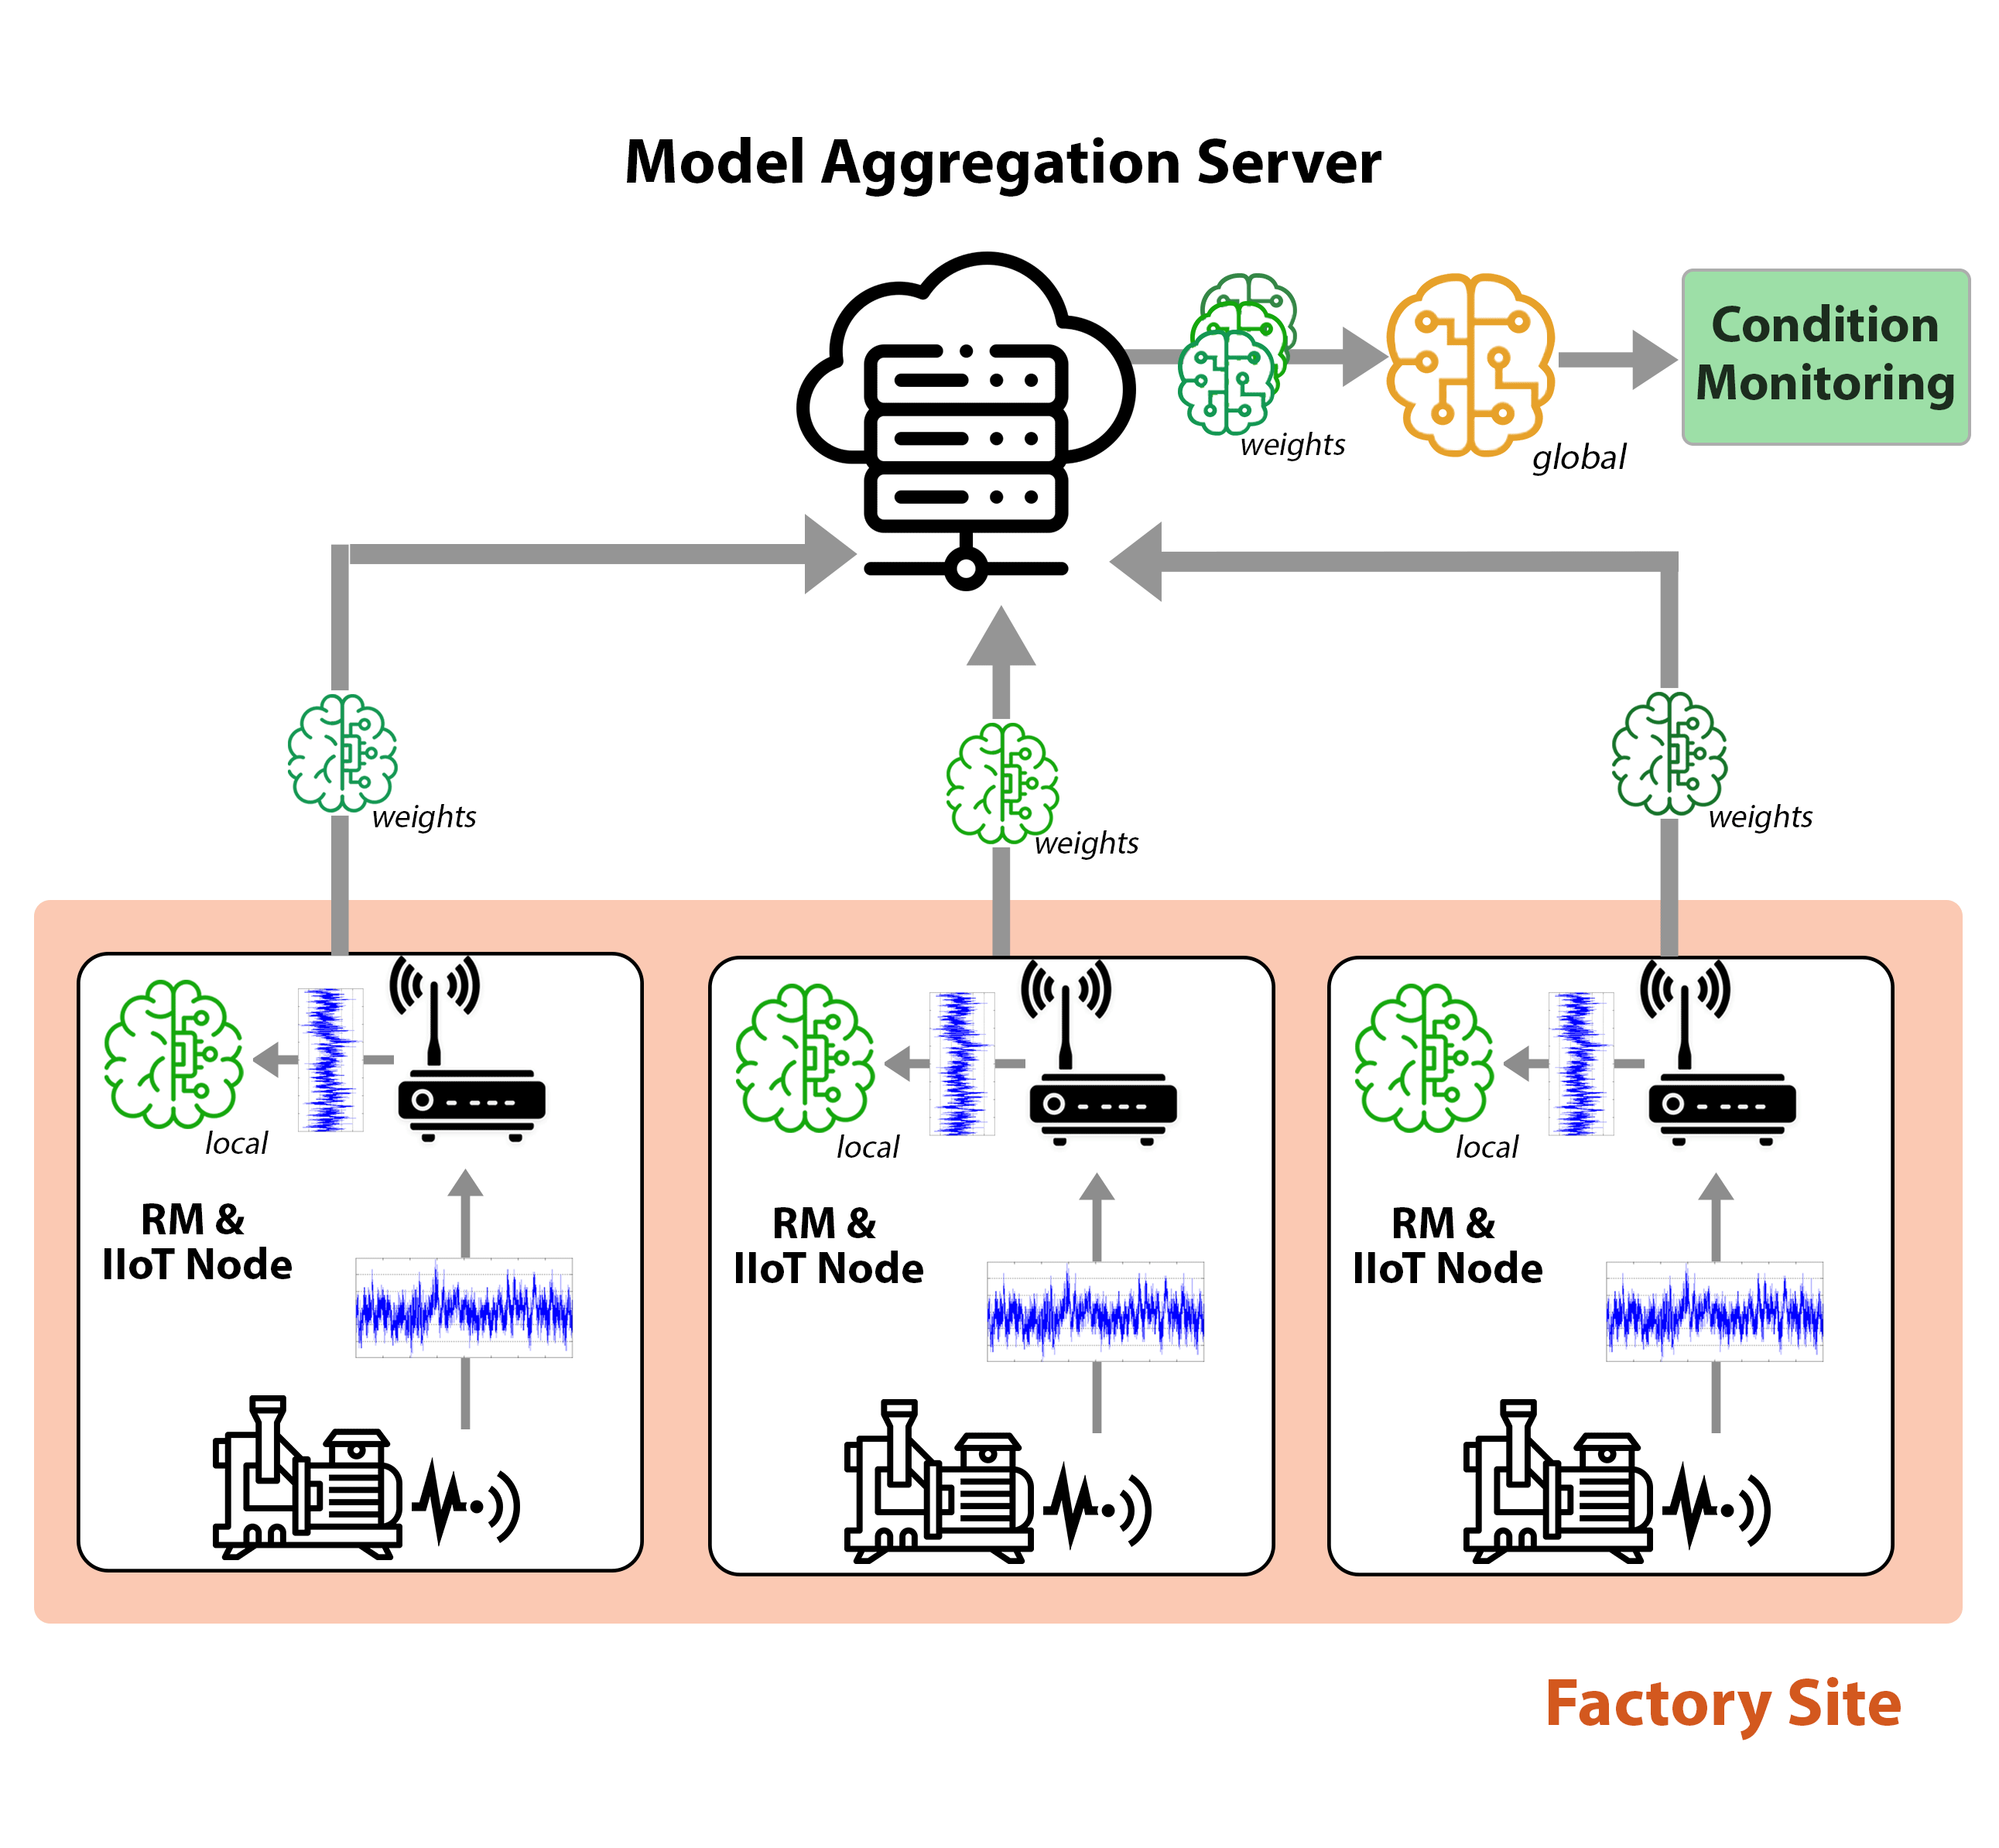 Model Aggregation Server
Condition
Monitoring
weights
global
weights
weights
weights
local
local
local
RM &
IIoT Node
RM &
IIoT Node
RM &
IIoT Node
Factory Site